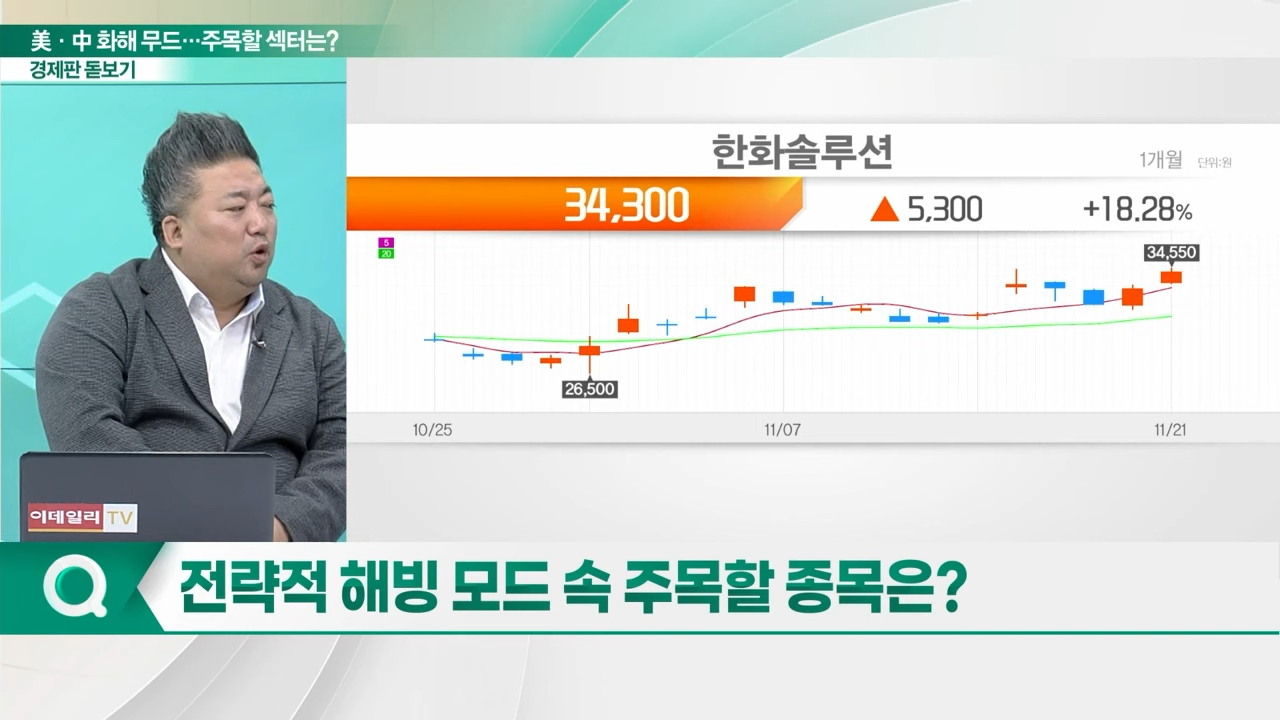 美·中 화해 무드…주목할 섹터는?
경제판 돋보기
한화솔루션
1개월 단위:원
34,300 ▲ 5,300 +18.28%
5
20
34,550
26,500
10/25 11/07 11/21
이데일리 TV
Q 전략적 해빙 모드 속 주목할 종목은?